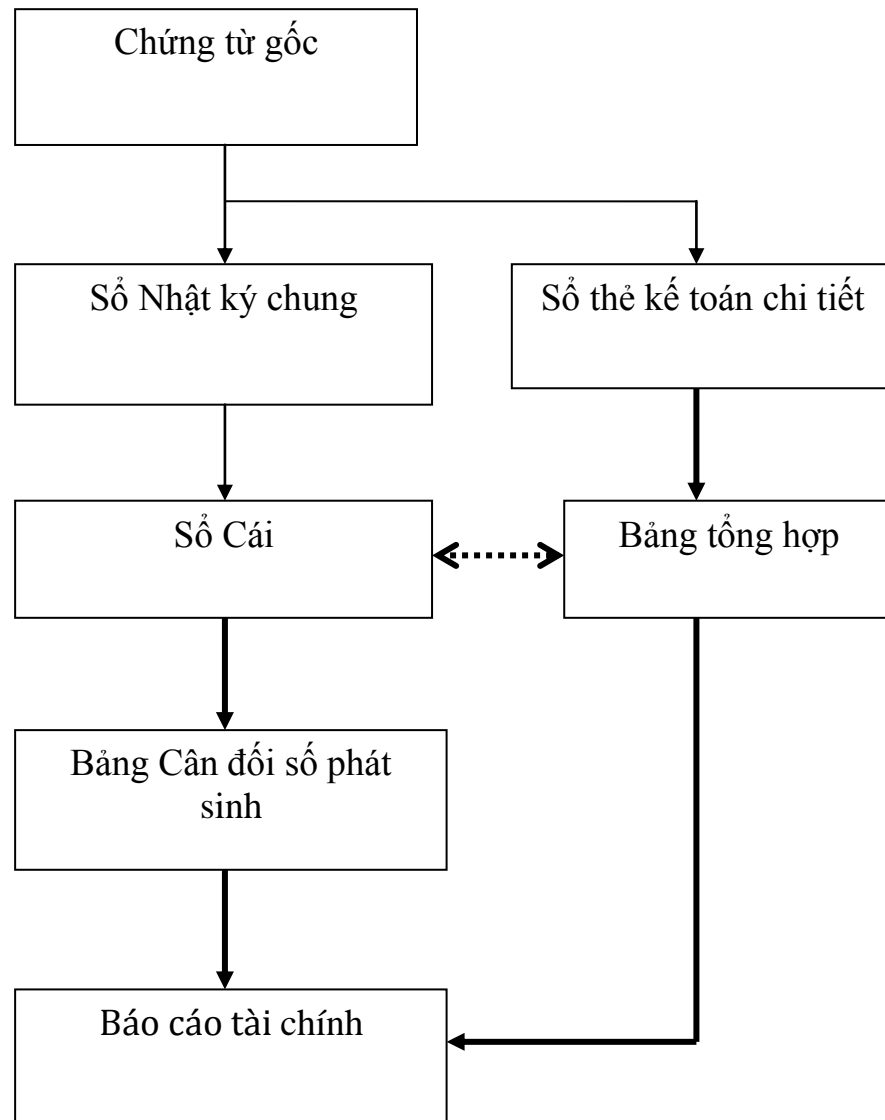 Chứng từ gốc
Sổ Nhật ký chung
Sổ thẻ kế toán chi tiết
Sổ Cái
Bảng tổng hợp
Bảng Cân đối số phát
sinh
Báo cáo tài chính